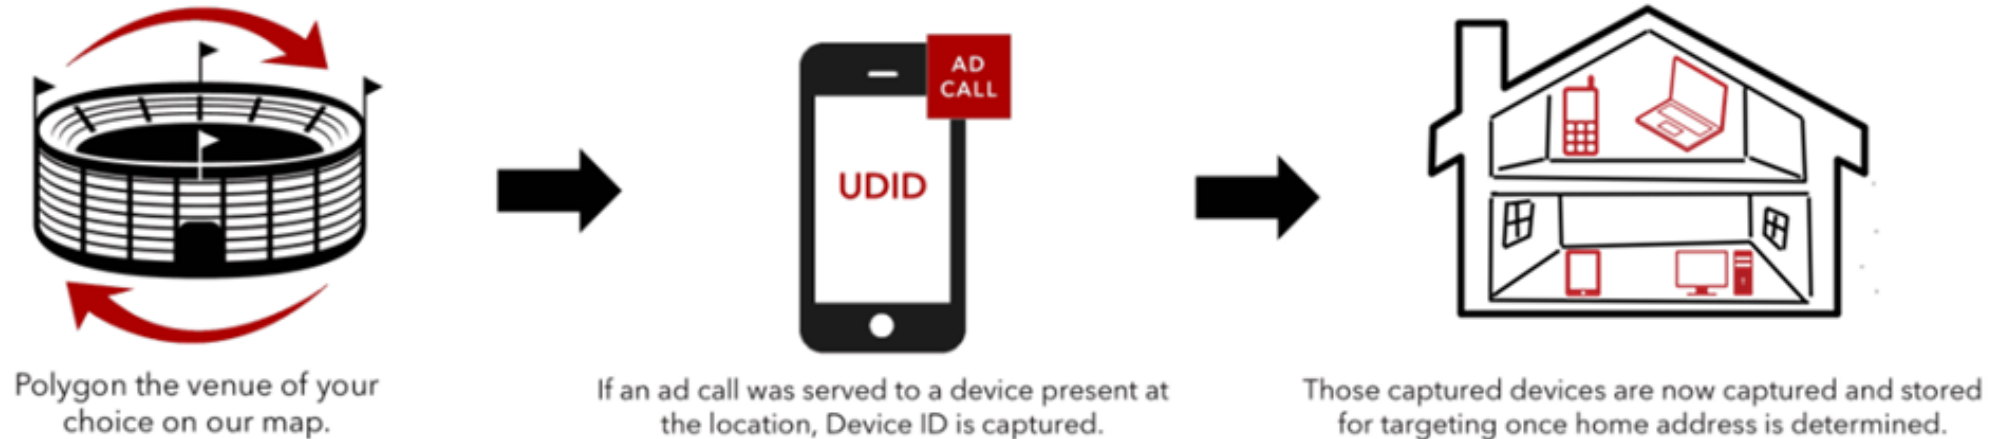 AD
CALL
UDID
Polygon the venue of your
choice on our map.
If an ad call was served to a device present at
the location, Device ID is captured.
Those captured devices are now captured and stored
for targeting once home address is determined.